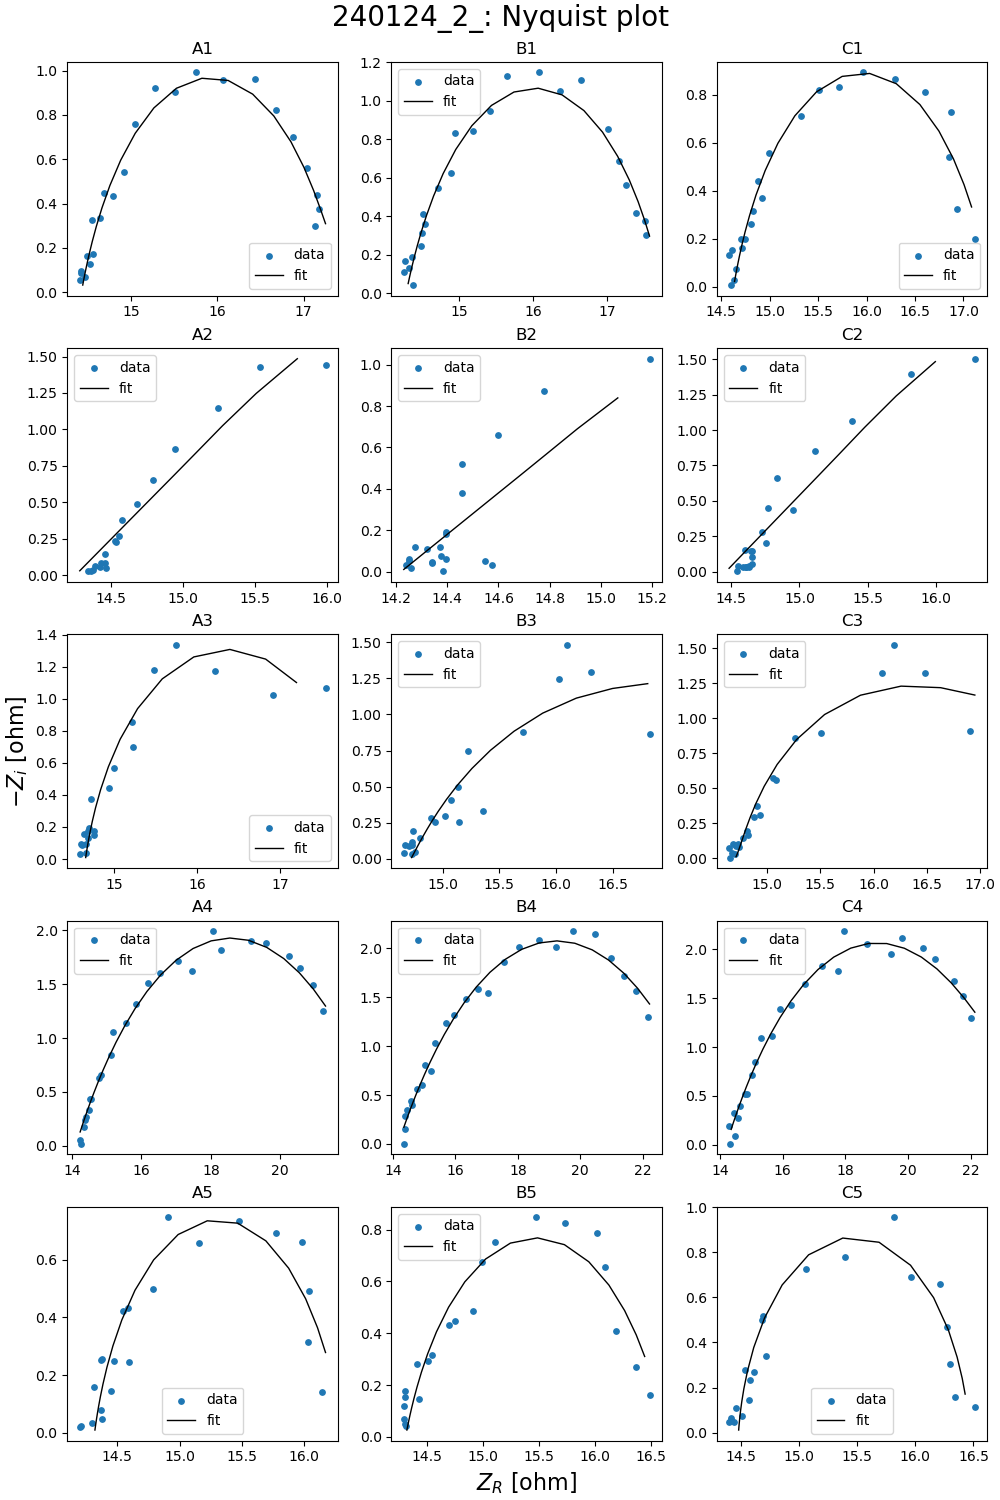 240124_2_: Nyquist plot
A1 B1 C1
1.0 0.8 0.6 0.4 0.2 0.0
15 16 17
data
fit
1.2 1.0 0.8 0.6 0.4 0.2 0.0
15 16 17
data
fit
0.8 0.6 0.4 0.2 0.0
14.5 15.0 15.5 16.0 16.5 17.0
data
fit
A2 B2 C2
1.50 1.25 1.00 0.75 0.50 0.25 0.00
14.5 15.0 15.5 16.0
data
fit
1.0 0.8 0.6 0.4 0.2 0.0
14.2 14.4 14.6 14.8 15.0 15.2
data
fit
1.50 1.25 1.00 0.75 0.50 0.25 0.00
14.5 15.0 15.5 16.0
data
fit
A3 B3 C3
−Zi [ohm]
1.4 1.2 1.0 0.8 0.6 0.4 0.2 0.0
15 16 17
data
fit
1.50 1.25 1.00 0.75 0.50 0.25 0.00
15.0 15.5 16.0 16.5
data
fit
1.50 1.25 1.00 0.75 0.50 0.25 0.00
15.0 15.5 16.0 16.5 17.0
data
fit
A4 B4 C4
2.0 1.5 1.0 0.5 0.0
14 16 18 20
data
fit
2.0 1.5 1.0 0.5 0.0
14 16 18 20 22
data
fit
2.0 1.5 1.0 0.5 0.0
14 16 18 20 22
data
fit
A5 B5 C5
0.6 0.4 0.2 0.0
14.5 15.0 15.5 16.0
data
fit
0.8 0.6 0.4 0.2 0.0
14.5 15.0 15.5 16.0 16.5
data
fit
1.0 0.8 0.6 0.4 0.2 0.0
14.5 15.0 15.5 16.0 16.5
data
fit
ZR [ohm]